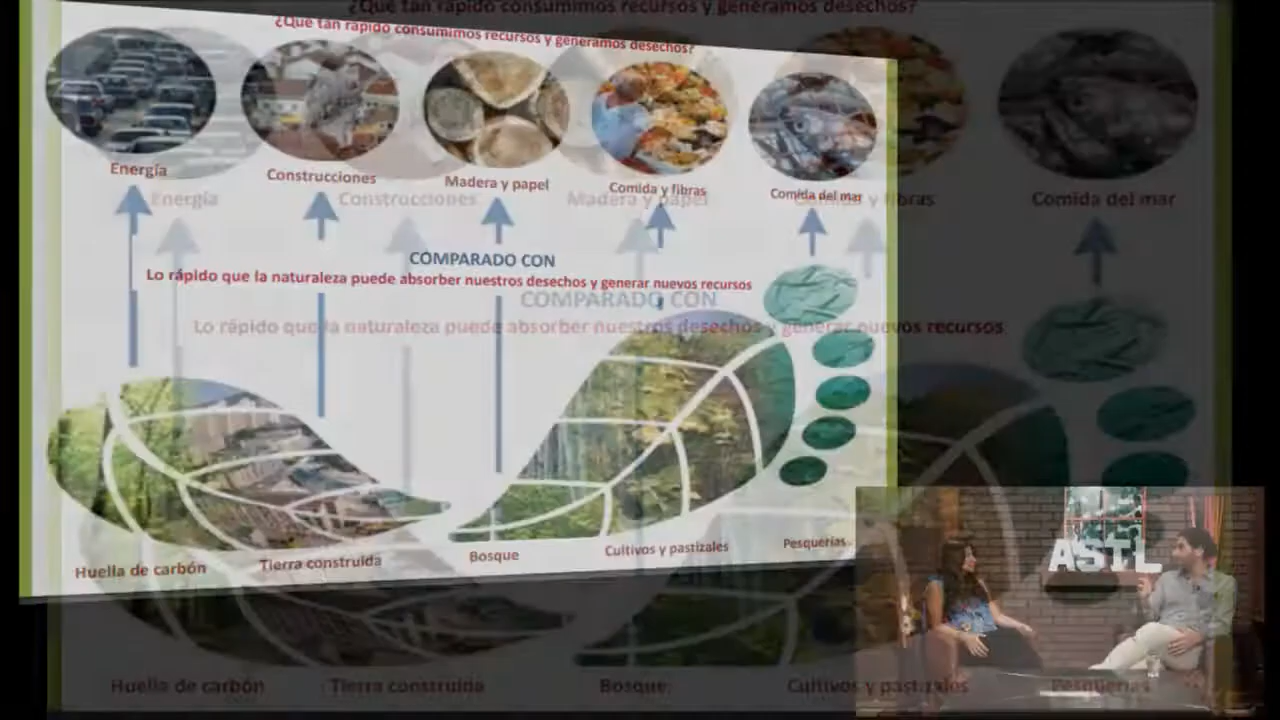 ¿Que tan rápido consumimos recursos y generamos desechos?
¿Que tan rápido consumimos recursos y generamos desechos?
Energía
Construcciones
Madera y papel
Comida y fibras
Comida del mar
Energía
Construcciones
Madera y papel
Comida y fibras
Comida del mar
COMPARADO CON
Lo rápido que la naturaleza puede absorber nuestros desechos y generar nuevos recursos
COMPARADO CON
Lo rápido que la naturaleza puede absorber nuestros desechos y generar nuevos recursos
ASTL
Huella de carbón
Tierra construida
Bosque
Cultivos y pastizales
Pesquerías
Huella de carbón
Tierra construida
Bosque
Cultivos y pastizales
Pesquerías